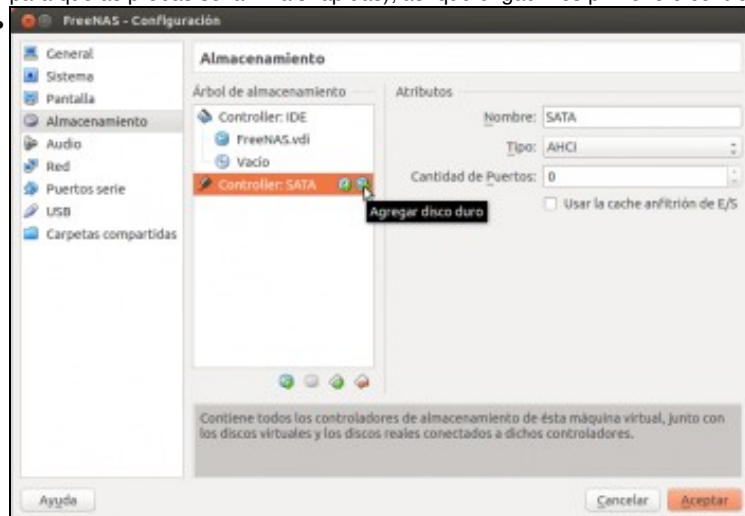 FreeNAS - Configuración
General
Sistema
Pantalla
Almacenamiento
Audio
Red
Puertos serie
USB
Carpetas compartidas
Almacenamiento
Árbol de almacenamiento
Controller: IDE
FreeNAS.vdi
Vacío
Controller: SATA
Agregar disco duro
Atributos
Nombre: SATA
Tipo: AHCI
Cantidad de Puertos: 0
Usar la cache anfitrión de E/S
Contiene todos los controladores de almacenamiento de ésta máquina virtual, junto con
los discos virtuales y los discos reales conectados a dichos controladores.
Ayuda
Cancelar
Aceptar